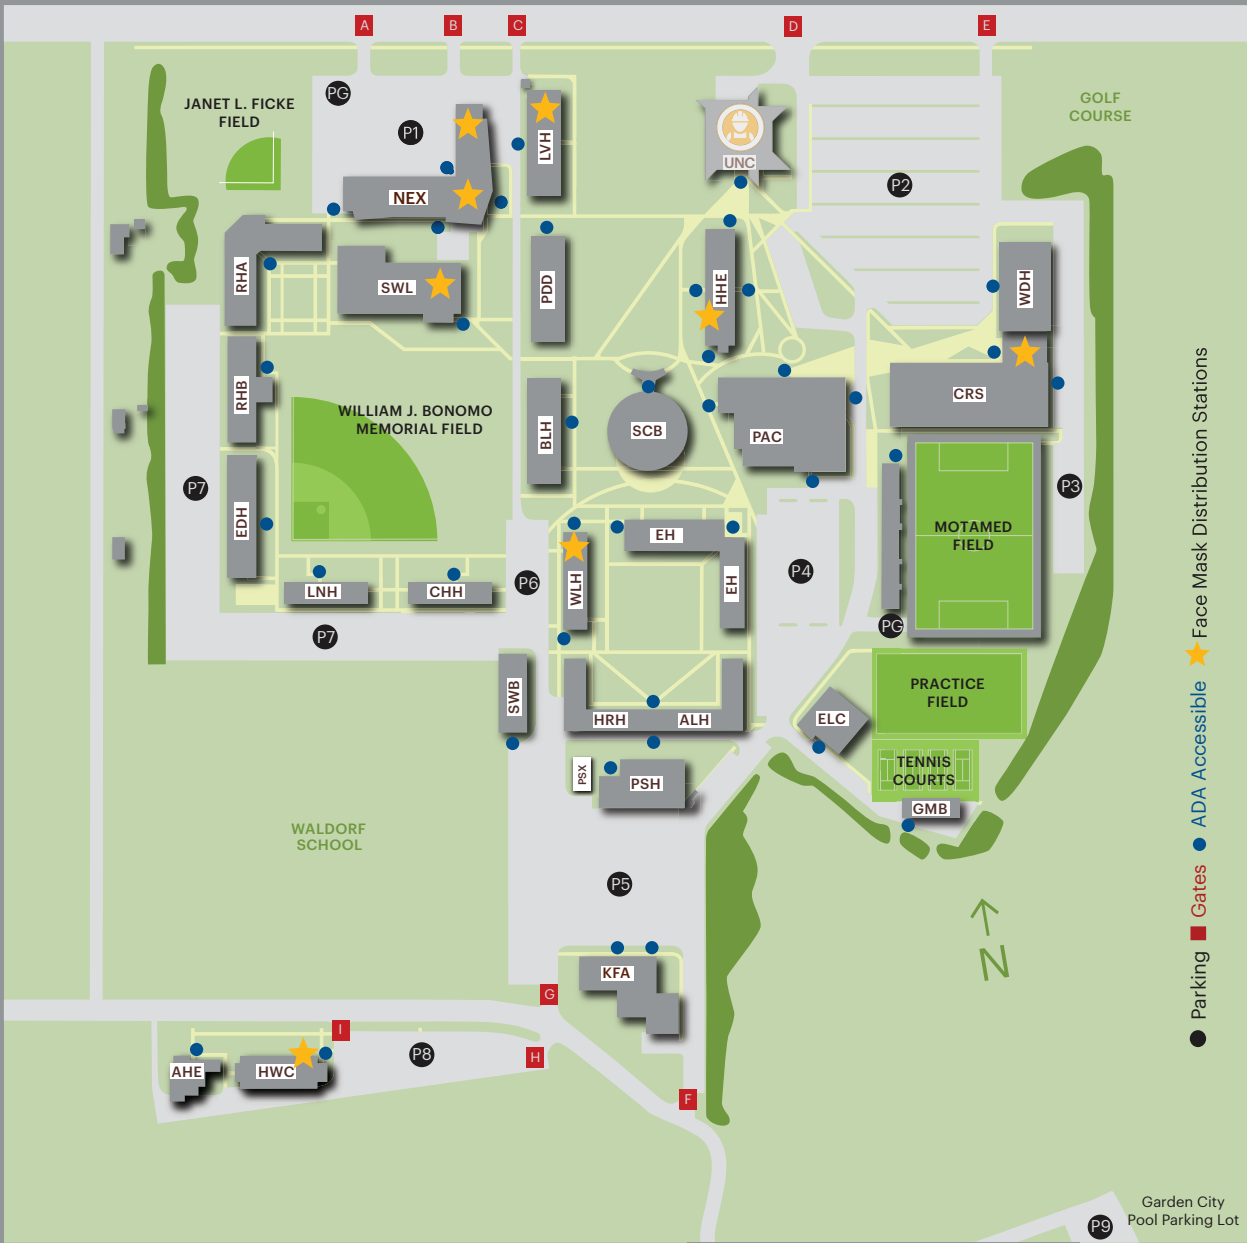 A
B
C
D
E
PG
JANET L. FICKE
FIELD
P1
LVH
GOLF
COURSE
UNC
P2
NEX
RHA
SWL
PDD
HHE
WDH
CRS
RHB
WILLIAM J. BONOMO
MEMORIAL FIELD
BLH
SCB
PAC
P7
EDH
P3
MOTAMED
FIELD
EH
EH
WLH
P6
P4
LNH
CHH
PG
P7
SWB
HRH
ALH
PRACTICE
FIELD
ELC
TENNIS
COURTS
PSX
PSH
GMB
WALDORF
SCHOOL
P5
N
KFA
G
I
H
P8
AHE
HWC
F
Parking
Gates
ADA Accessible
Face Mask Distribution Stations
Garden City
Pool Parking Lot
P9